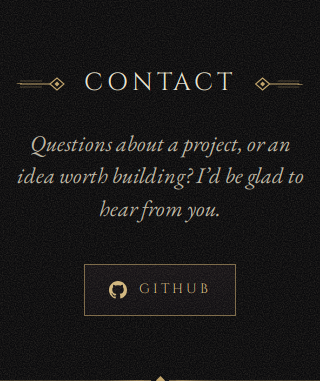 CONTACT
Questions about a project, or an
idea worth building? I'd be glad to
hear from you.
GITHUB